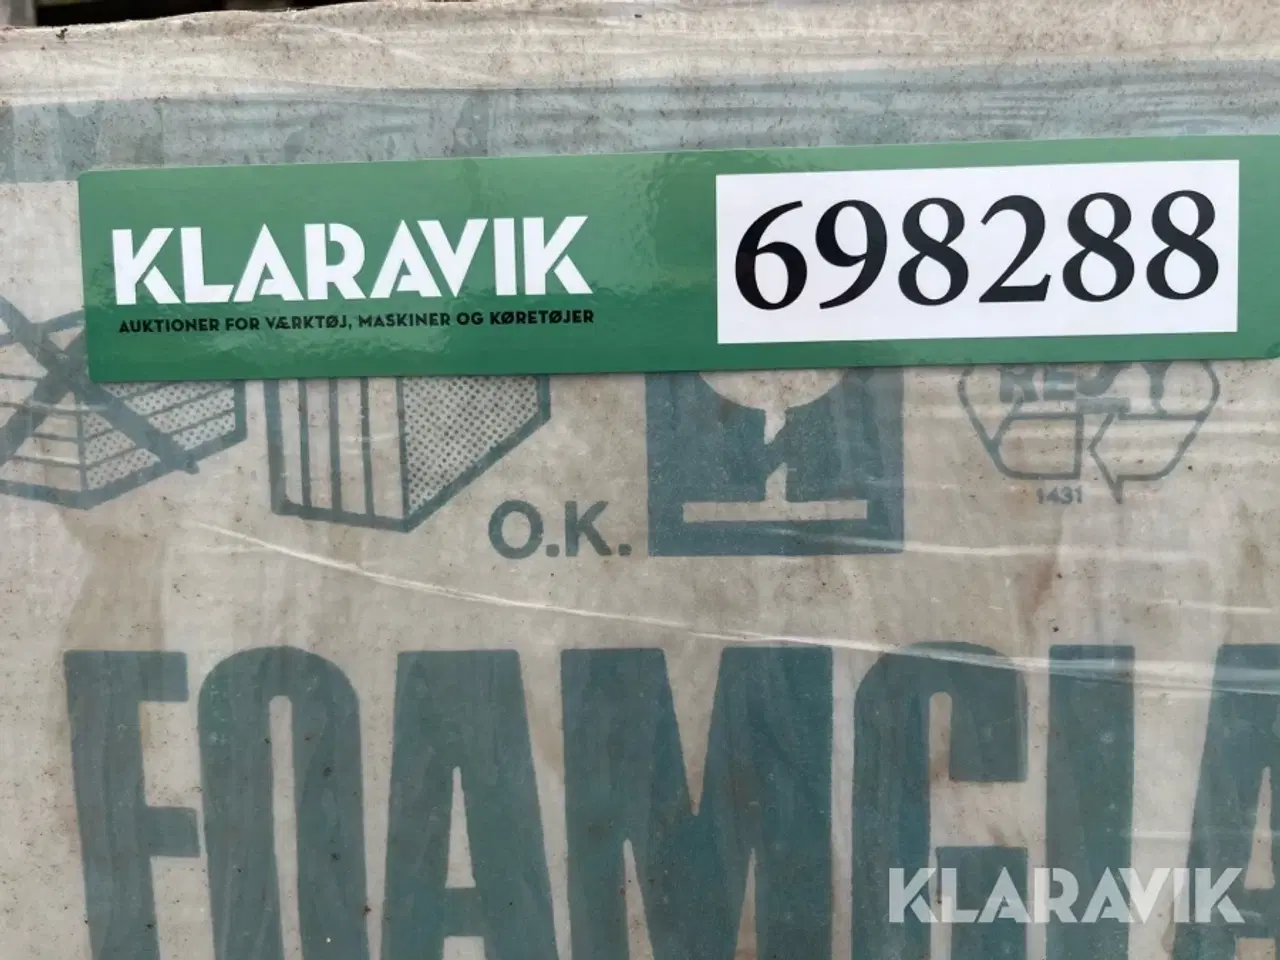 KLARAVIK
AUKTIONER FOR VÆRKTØJ, MASKINER OG KØRETØJER
698288
RESY
1431
O.K.
FOAMGLA
KLARAVIK